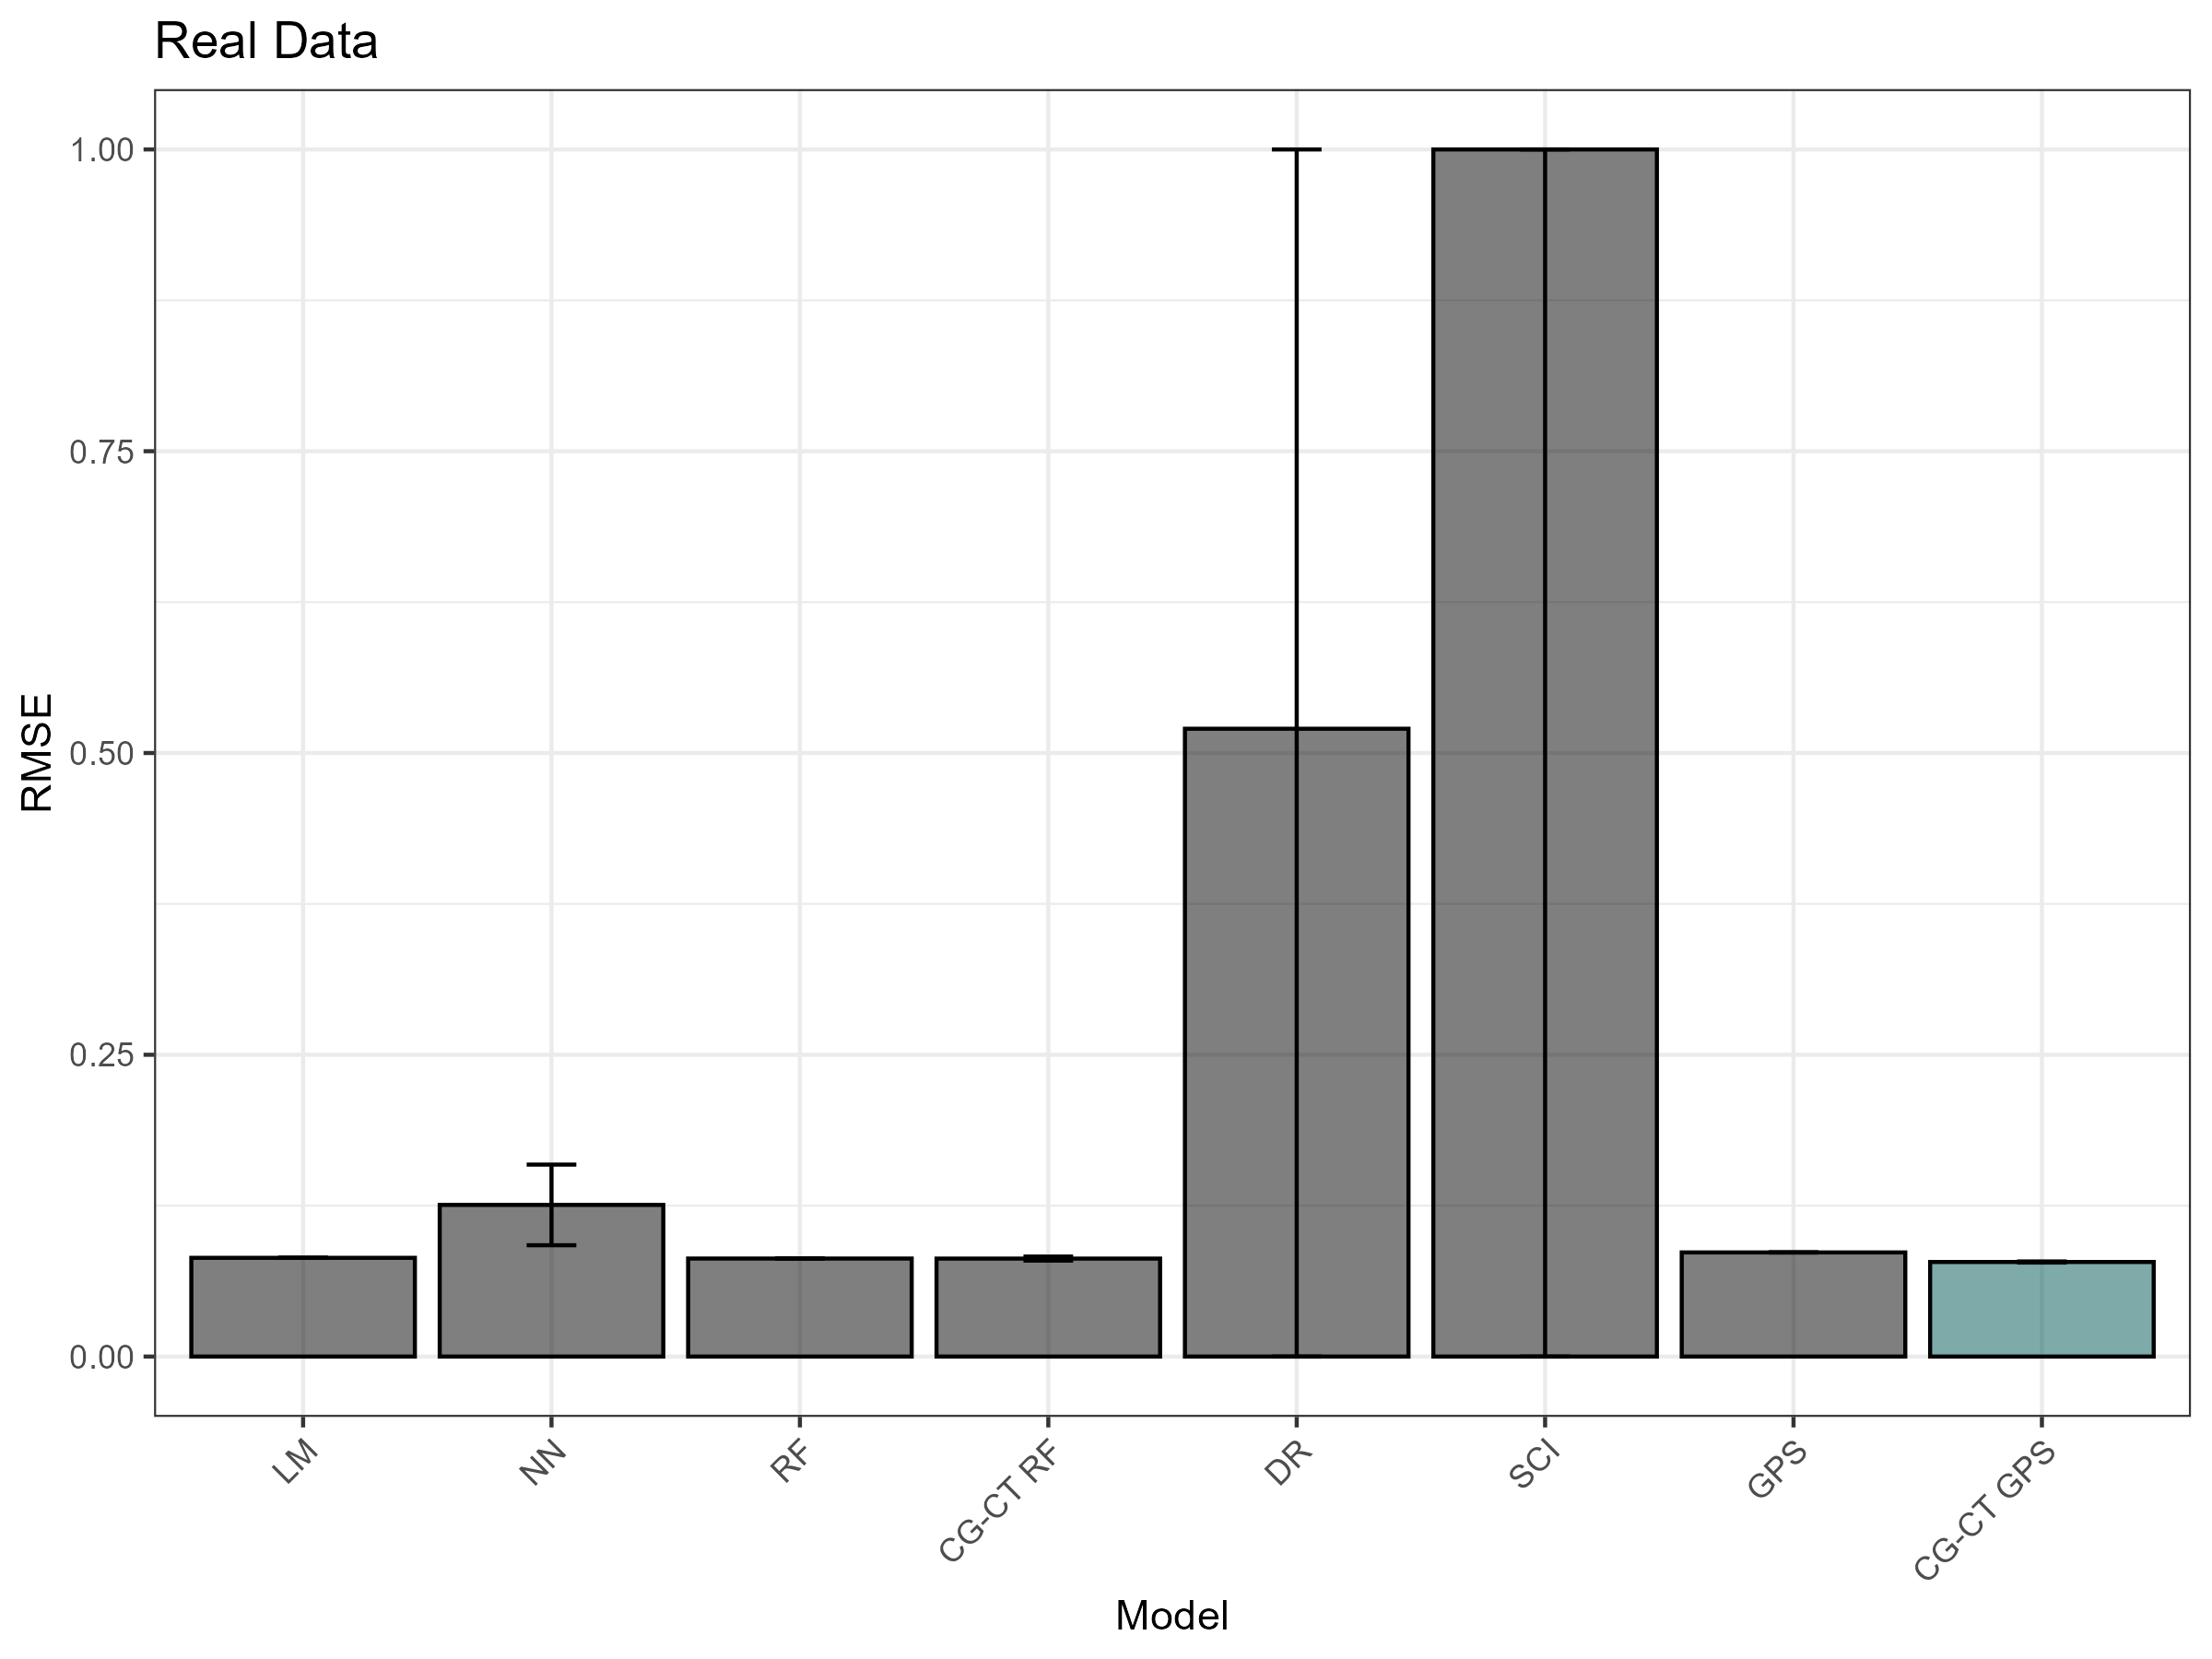 Real Data
RMSE
1.00
0.75
0.50
0.25
0.00
LM
NN
RF
CG-CT RF
DR
SCI
GPS
CG-CT GPS
Model